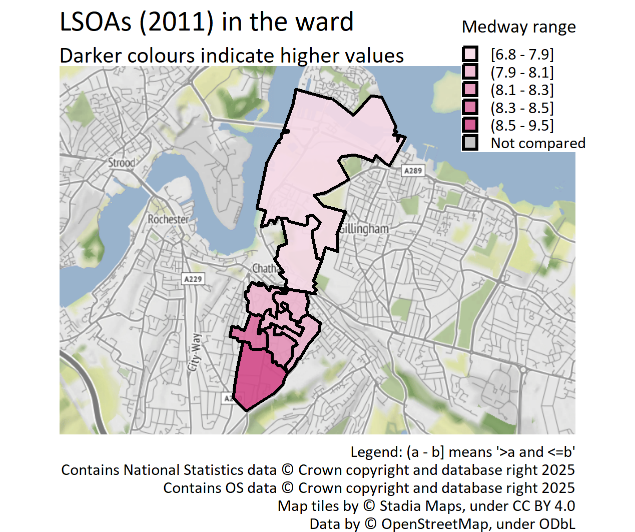 LSOAs (2011) in the ward
Darker colours indicate higher values
Medway range
[6.8 - 7.9]
(7.9 - 8.1]
(8.1 - 8.3]
(8.3 - 8.5]
(8.5 - 9.5]
Not compared
Strood
A289
Rochester
Gillingham
Chath
A229
City Way
Legend: (a - b] means '>a and <=b'
Contains National Statistics data © Crown copyright and database right 2025
Contains OS data © Crown copyright and database right 2025
Map tiles by © Stadia Maps, under CC BY 4.0
Data by © OpenStreetMap, under ODbL